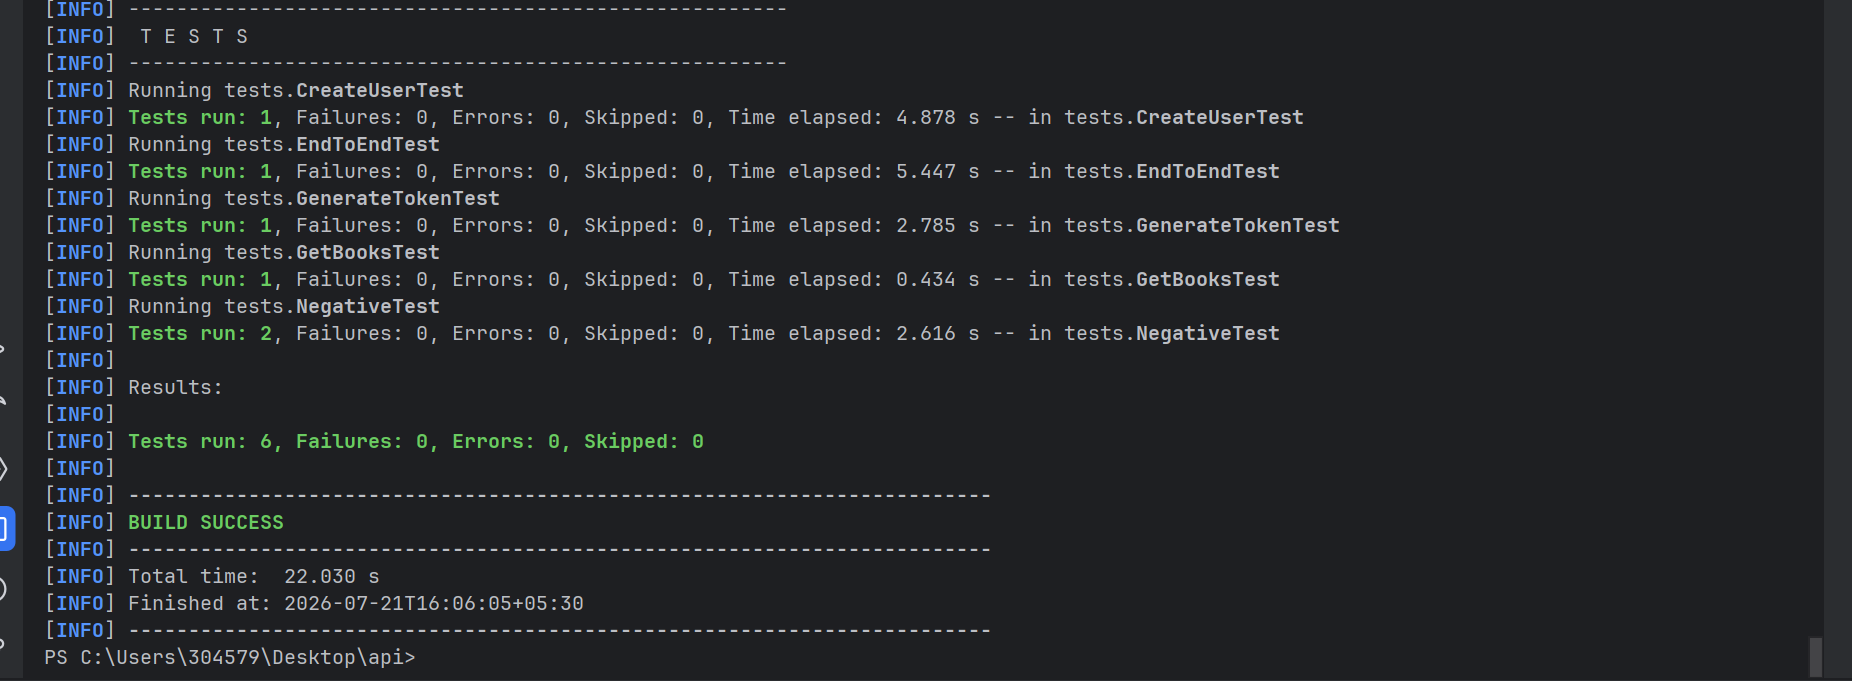 [INFO] -------------------------------------------------------
[INFO]  T E S T S
[INFO] -------------------------------------------------------
[INFO] Running tests.CreateUserTest
[INFO] Tests run: 1, Failures: 0, Errors: 0, Skipped: 0, Time elapsed: 4.878 s -- in tests.CreateUserTest
[INFO] Running tests.EndToEndTest
[INFO] Tests run: 1, Failures: 0, Errors: 0, Skipped: 0, Time elapsed: 5.447 s -- in tests.EndToEndTest
[INFO] Running tests.GenerateTokenTest
[INFO] Tests run: 1, Failures: 0, Errors: 0, Skipped: 0, Time elapsed: 2.785 s -- in tests.GenerateTokenTest
[INFO] Running tests.GetBooksTest
[INFO] Tests run: 1, Failures: 0, Errors: 0, Skipped: 0, Time elapsed: 0.434 s -- in tests.GetBooksTest
[INFO] Running tests.NegativeTest
[INFO] Tests run: 2, Failures: 0, Errors: 0, Skipped: 0, Time elapsed: 2.616 s -- in tests.NegativeTest
[INFO]
[INFO] Results:
[INFO]
[INFO] Tests run: 6, Failures: 0, Errors: 0, Skipped: 0
[INFO]
[INFO] ------------------------------------------------------------------------
[INFO] BUILD SUCCESS
[INFO] ------------------------------------------------------------------------
[INFO] Total time:  22.030 s
[INFO] Finished at: 2026-07-21T16:06:05+05:30
[INFO] ------------------------------------------------------------------------
PS C:\Users\304579\Desktop\api>